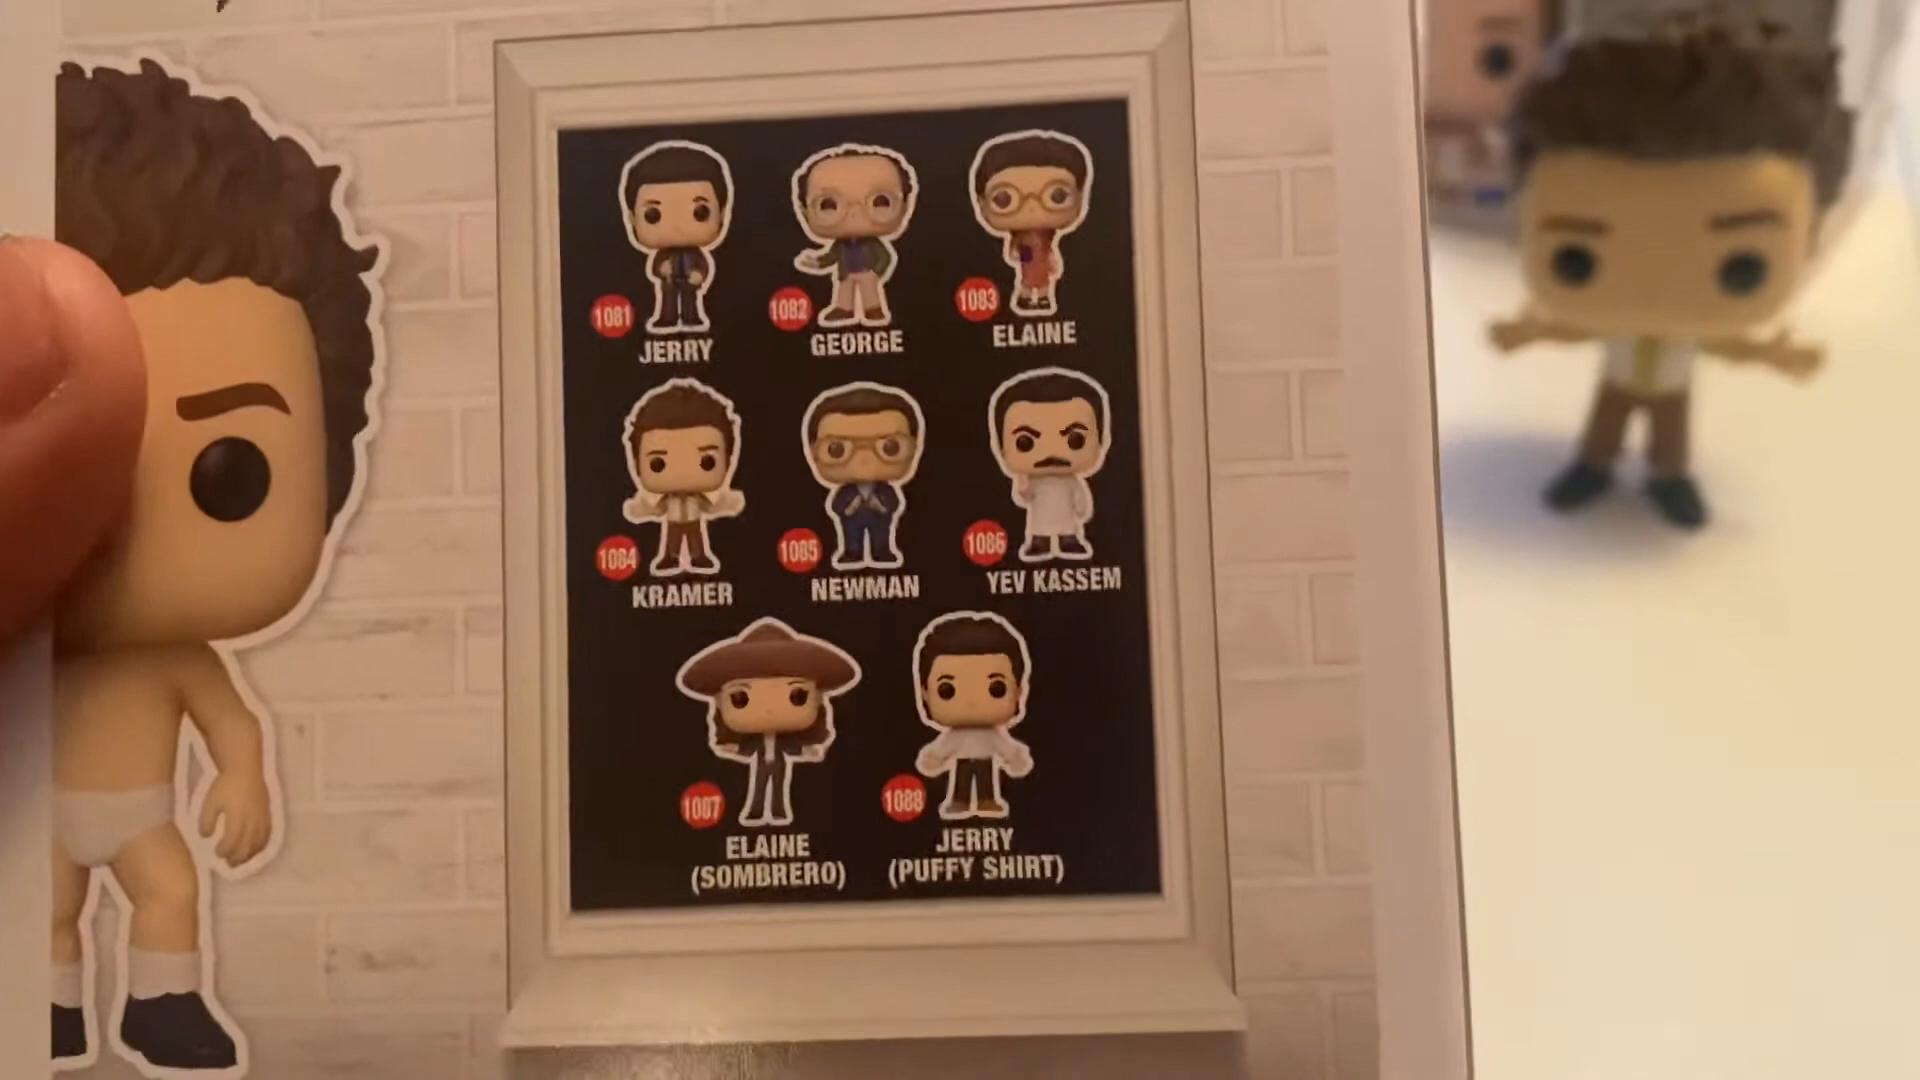 1081
JERRY
1082
GEORGE
1083
ELAINE
1084
KRAMER
1085
NEWMAN
1086
YEV KASSEM
1087
ELAINE
(SOMBRERO)
1088
JERRY
(PUFFY SHIRT)